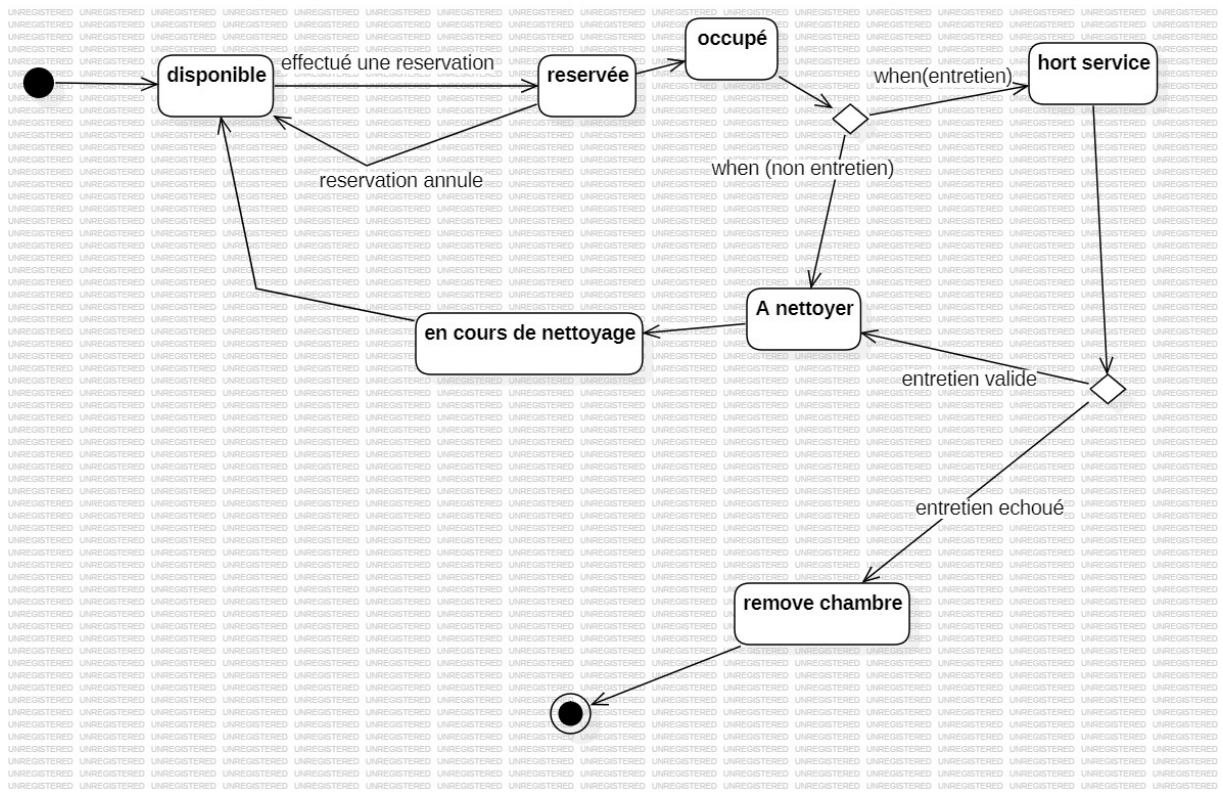 occupé
disponible
effectué une reservation
reservée
when(entretien)
hort service
when (non entretien)
reservation annule
A nettoyer
en cours de nettoyage
entretien valide
entretien echoué
remove chambre
UNREGISTERED